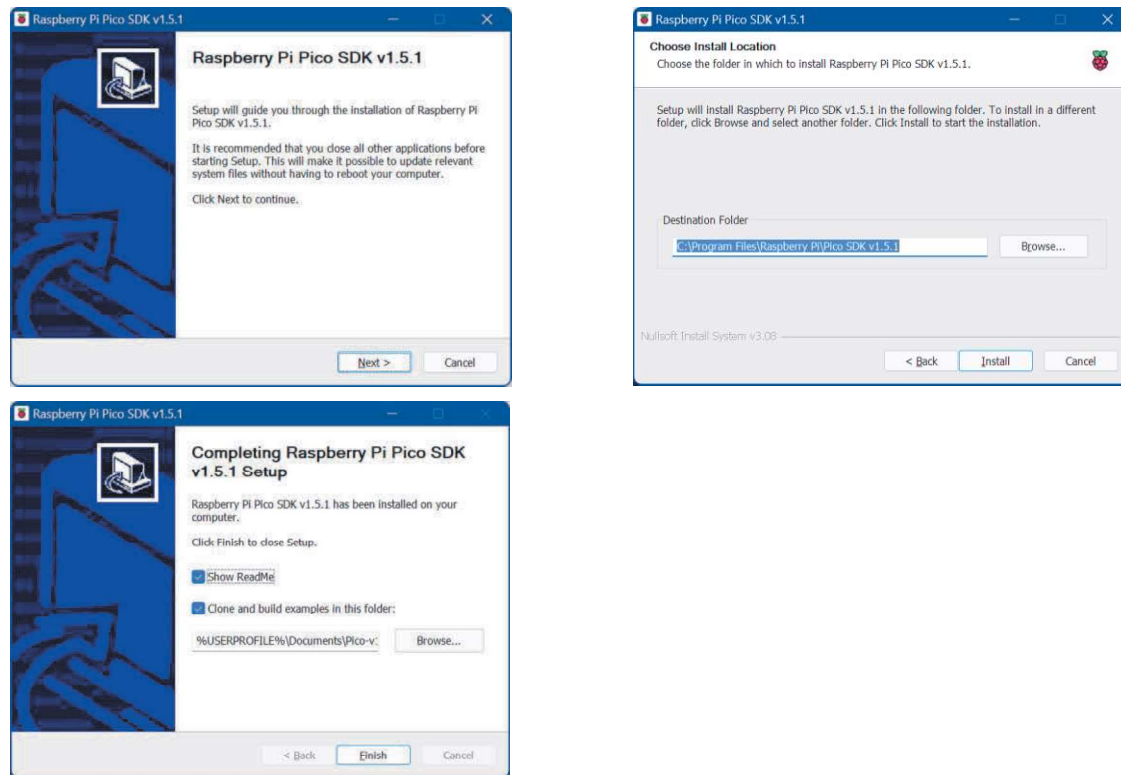 Raspberry Pi Pico SDK v1.5.1
Raspberry Pi Pico SDK v1.5.1
Setup will guide you through the installation of Raspberry Pi
Pico SDK v1.5.1.
It is recommended that you close all other applications before
starting Setup. This will make it possible to update relevant
system files without having to reboot your computer.
Click Next to continue.
Next >
Cancel
Raspberry Pi Pico SDK v1.5.1
Choose Install Location
Choose the folder in which to install Raspberry Pi Pico SDK v1.5.1.
Setup will install Raspberry Pi Pico SDK v1.5.1 in the following folder. To install in a different
folder, click Browse and select another folder. Click Install to start the installation.
Destination Folder
C:\Program Files\Raspberry Pi\Pico SDK v1.5.1
Browse...
Nullsoft Install System v3.08
< Back
Install
Cancel
Raspberry Pi Pico SDK v1.5.1
Completing Raspberry Pi Pico SDK
v1.5.1 Setup
Raspberry Pi Pico SDK v1.5.1 has been installed on your
computer.
Click Finish to close Setup.
Show ReadMe
Clone and build examples in this folder:
%USERPROFILE%\Documents\Pico-v:
Browse...
< Back
Finish
Cancel